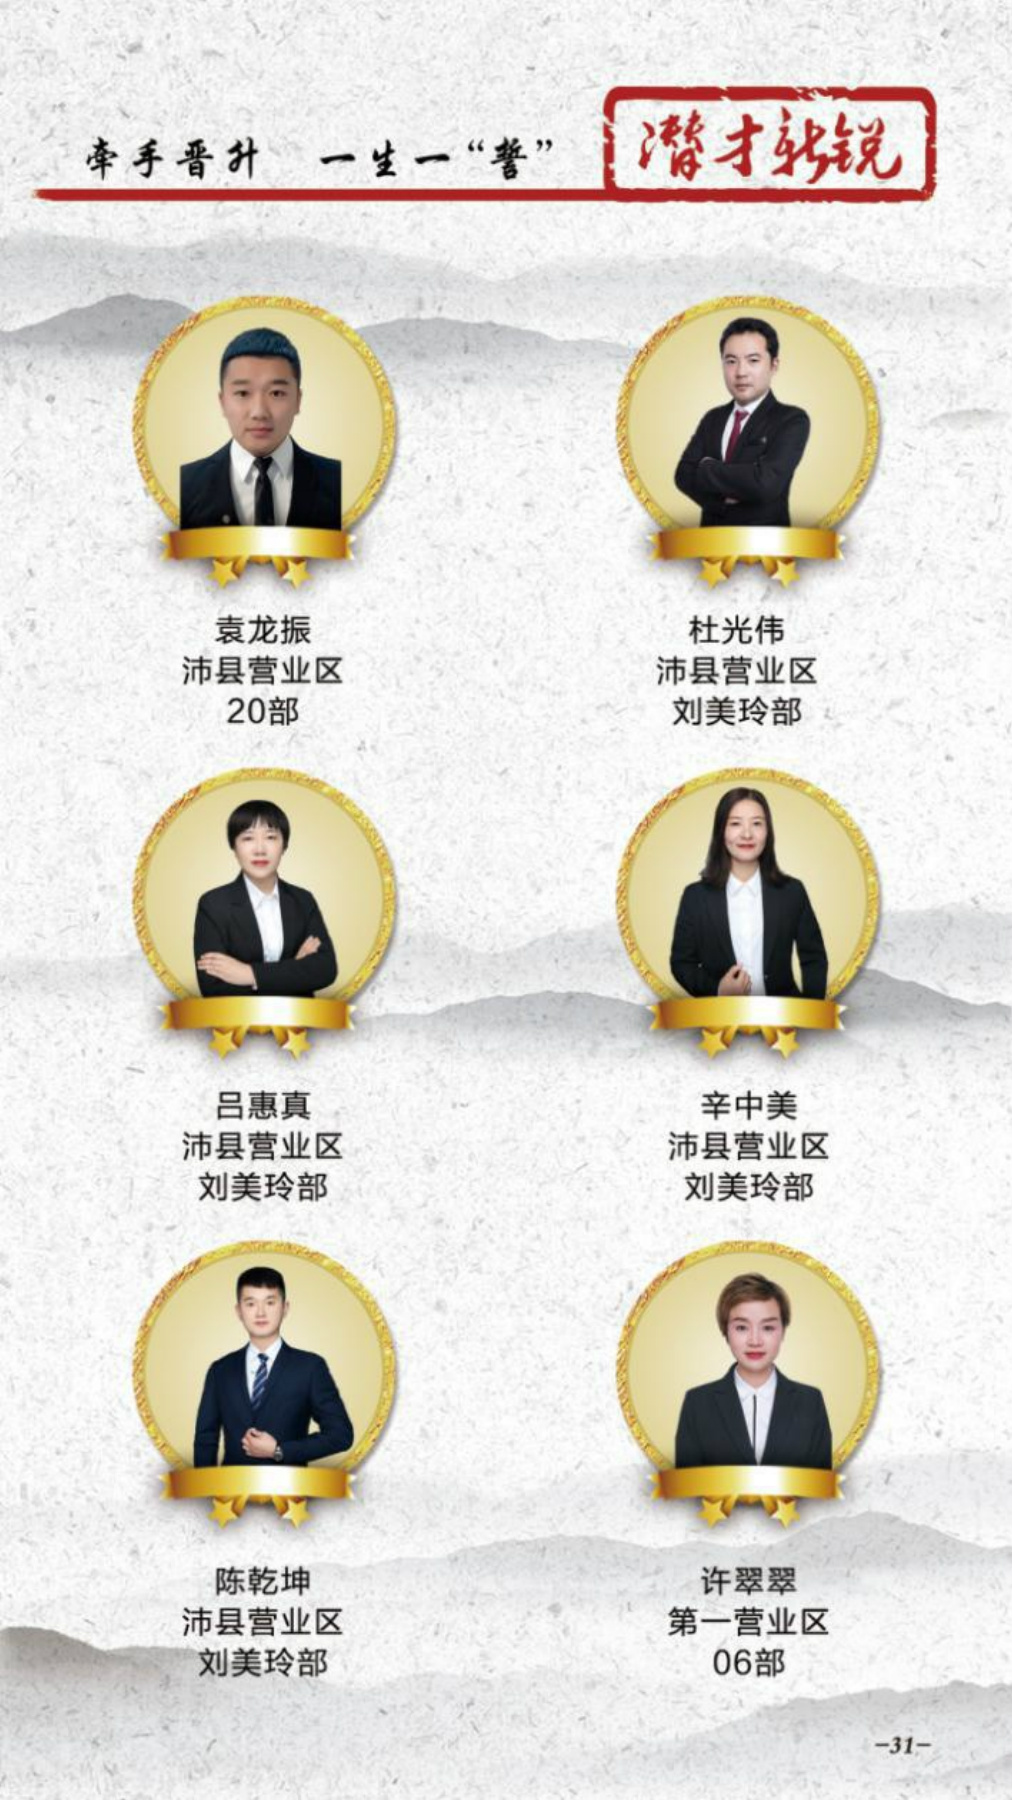 牵手晋升 一生一“誓”
潜才新锐
袁龙振
沛县营业区
20部
杜光伟
沛县营业区
刘美玲部
吕惠真
沛县营业区
刘美玲部
辛中美
沛县营业区
刘美玲部
陈乾坤
沛县营业区
刘美玲部
许翠翠
第一营业区
06部
-31-